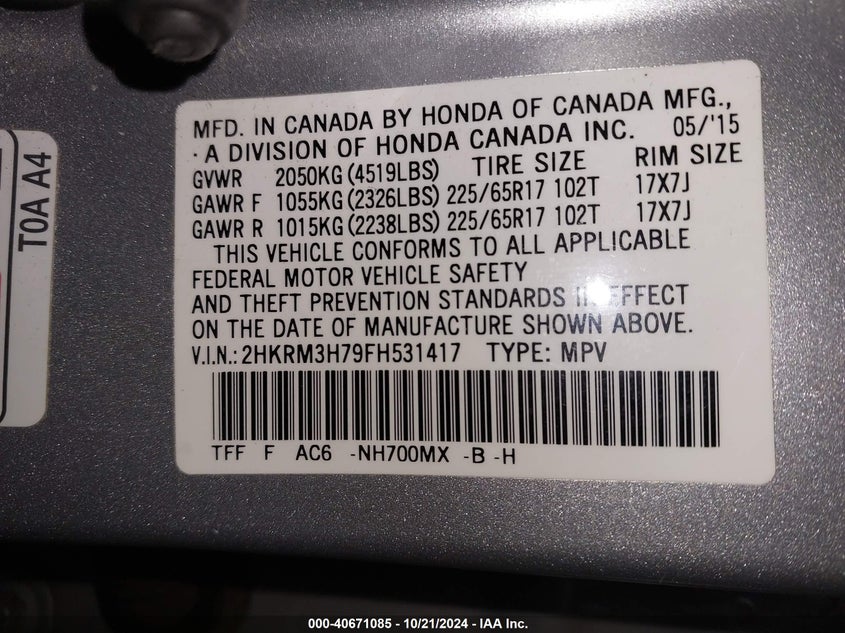 MFD. IN CANADA BY HONDA OF CANADA MFG.,
· A DIVISION OF HONDA CANADA INC. 05/'15
GVWR 2050KG (4519LBS) TIRE SIZE RIM SIZE
GAWR F 1055KG (2326LBS) 225/65R17 102T 17X7J
GAWR R 1015KG (2238LBS) 225/65R17 102T 17X7J
THIS VEHICLE CONFORMS TO ALL APPLICABLE
FEDERAL MOTOR VEHICLE SAFETY
AND THEFT PREVENTION STANDARDS IN EFFECT
ON THE DATE OF MANUFACTURE SHOWN ABOVE.
V.I.N.: 2HKRM3H79FH531417 TYPE: MPV
TFF F AC6 -NH700MX -B -H
T0A A4
000-40671085 - 10/21/2024 - IAA Inc.